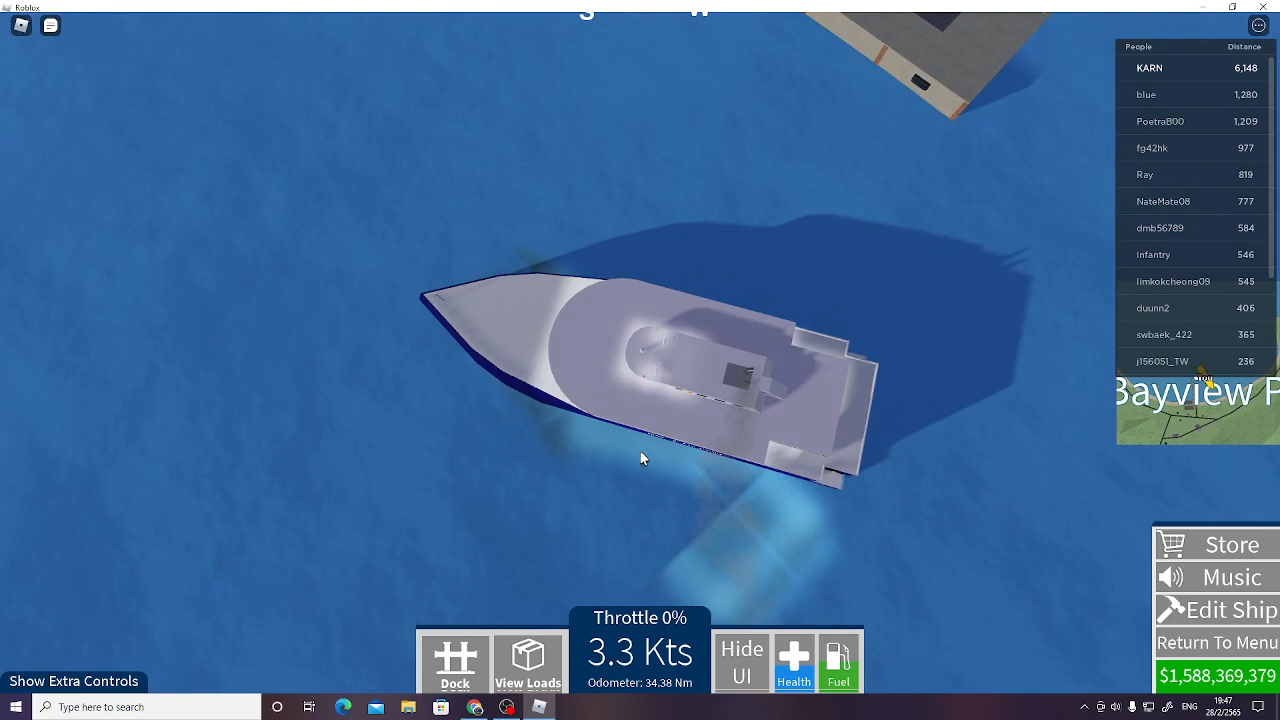 Roblox
S W
People Distance
KARN 6,148
blue 1,280
PoetraB00 1,209
fg42hk 977
Ray 819
NateMate08 777
dmb56789 584
Infantry 546
limkokcheong09 545
duunn2 406
swbaek_422 365
j15605l_TW 236
You
Bayview P
Store
Music
Edit Ship
Return To Menu
$1,588,369,379
Throttle 0%
3.3 Kts
Odometer: 34.38 Nm
Dock
View Loads
Hide UI
Health
Fuel
Show Extra Controls
Type here to search
ENG
19:47
28/2/2565